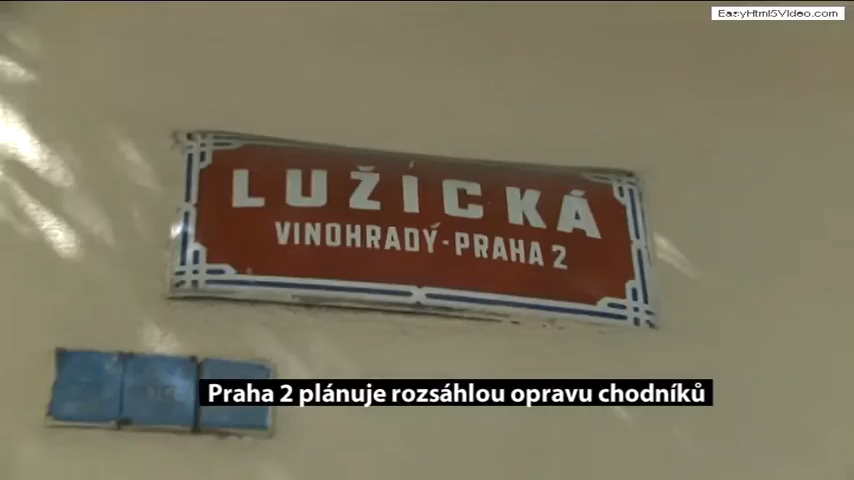 EasyHtml5Video.com
LUŽICKÁ
VINOHRADY - PRAHA 2
Praha 2 plánuje rozsáhlou opravu chodníků